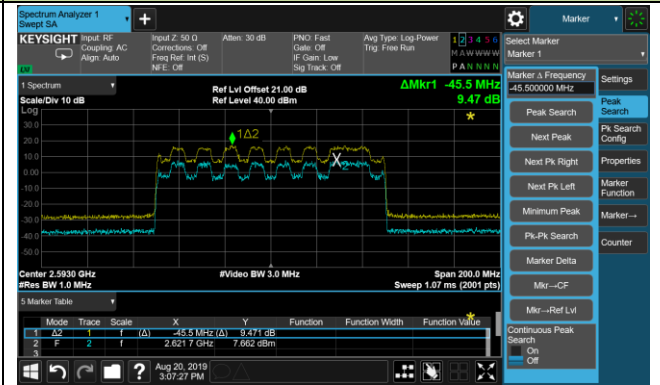 Spectrum Analyzer 1
Swept SA
KEYSIGHT
Input: RF
Coupling: AC
Align: Auto
Input Z: 50 Ω
Corrections: Off
Freq Ref: Int (S)
NFE: Off
Atten: 30 dB
PNO: Fast
Gate: Off
IF Gain: Low
Sig Track: Off
Avg Type: Log-Power
Trig: Free Run
1 2 3 4 5 6
M A W W W W
P A N N N N
1 Spectrum
Scale/Div 10 dB
Ref Lvl Offset 21.00 dB
Ref Level 40.00 dBm
ΔMkr1 -45.5 MHz
9.47 dB
Log
30.0
20.0
10.0
0.00
-10.0
-20.0
-30.0
-40.0
-50.0
1Δ2
X2
Center 2.5930 GHz
#Res BW 1.0 MHz
#Video BW 3.0 MHz
Span 200.0 MHz
Sweep 1.07 ms (2001 pts)
5 Marker Table
Mode Trace Scale X Y Function Function Width Function Value
1 Δ2 1 f (Δ) -45.5 MHz (Δ) 9.471 dB
2 F 2 f 2.621 7 GHz 7.662 dBm
3
Aug 20, 2019
3:07:27 PM
Marker
Select Marker
Marker 1
Marker Δ Frequency
-45.500000 MHz
Peak Search
Next Peak
Next Pk Right
Next Pk Left
Minimum Peak
Pk-Pk Search
Marker Delta
Mkr→CF
Mkr→Ref Lvl
Continuous Peak
Search
On
Off
Settings
Peak
Search
Pk Search
Config
Properties
Marker
Function
Marker→
Counter